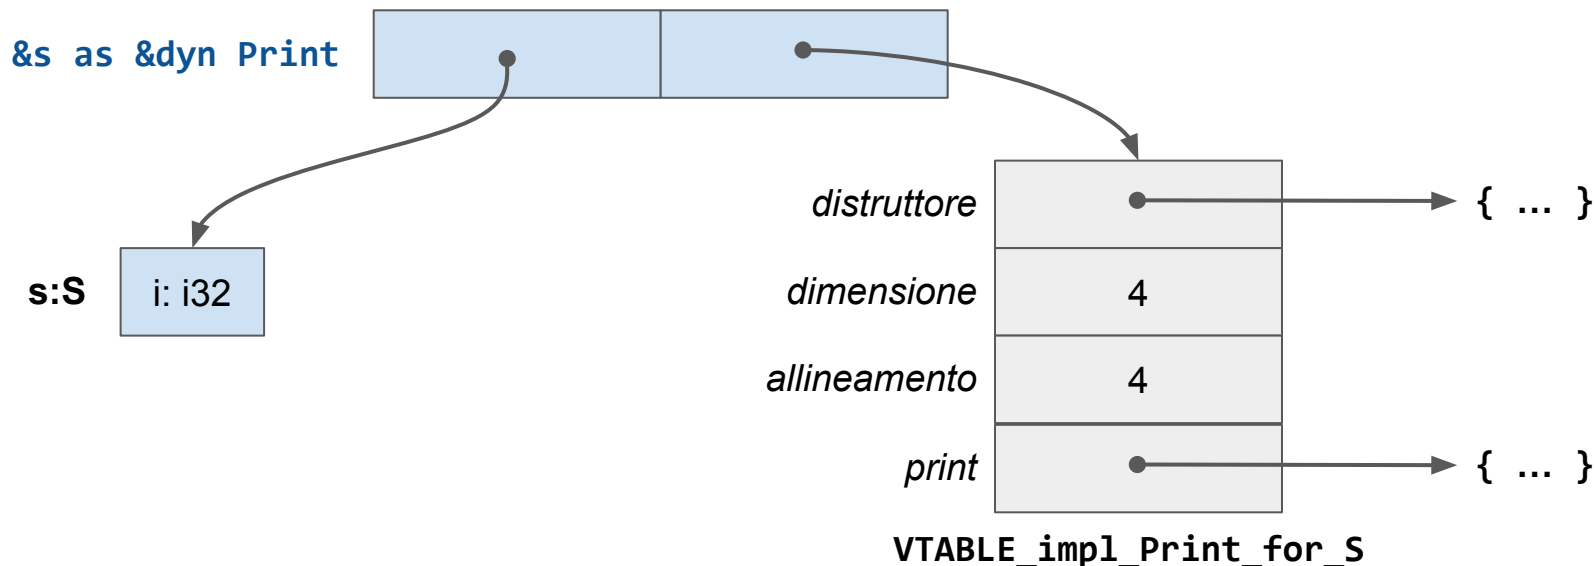 &s as &dyn Print
distruttore
{ … }
s:S
i: i32
dimensione
4
allineamento
4
print
{ … }
VTABLE_impl_Print_for_S